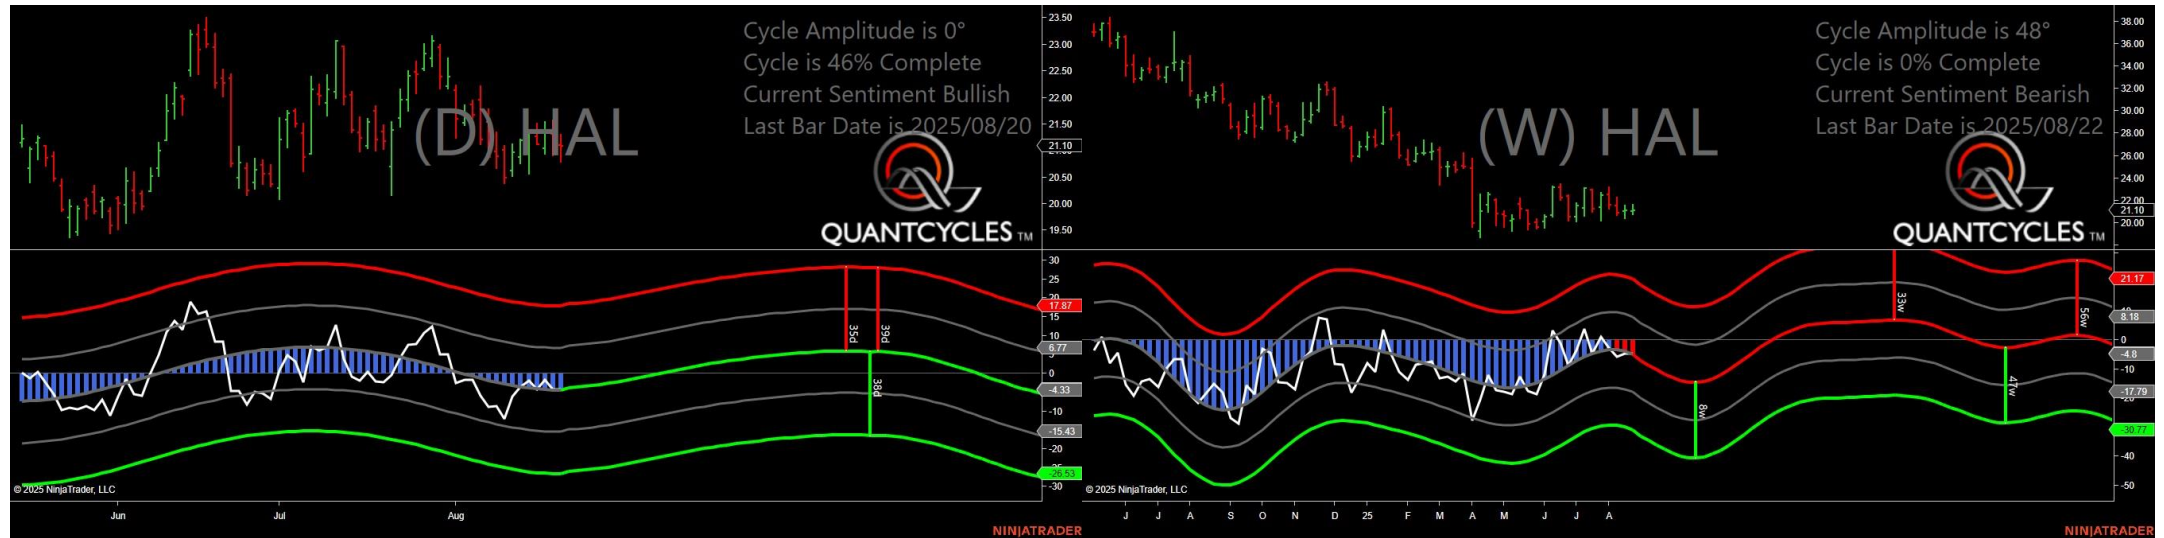 Cycle Amplitude is 0°
Cycle is 46% Complete
Current Sentiment Bullish
Last Bar Date is 2025/08/20
(D) HAL
QUANTCYCLES TM
23.50
23.00
22.50
22.00
21.50
21.10
20.50
20.00
19.50
30
25
20
17.87
15
10
6.77
0
-4.33
-10
-15.43
-20
-26.53
-30
35d
39d
38d
© 2025 NinjaTrader, LLC
Jun
Jul
Aug
NINJATRADER
Cycle Amplitude is 48°
Cycle is 0% Complete
Current Sentiment Bearish
Last Bar Date is 2025/08/22
(W) HAL
QUANTCYCLES TM
38.00
36.00
34.00
32.00
30.00
28.00
26.00
24.00
22.00
21.10
20.00
21.17
8.18
0
-4.8
-10
-17.79
-30.77
-40
-50
33w
56w
8w
47w
© 2025 NinjaTrader, LLC
J
J
A
S
O
N
D
25
F
M
A
M
J
J
A
NINJATRADER